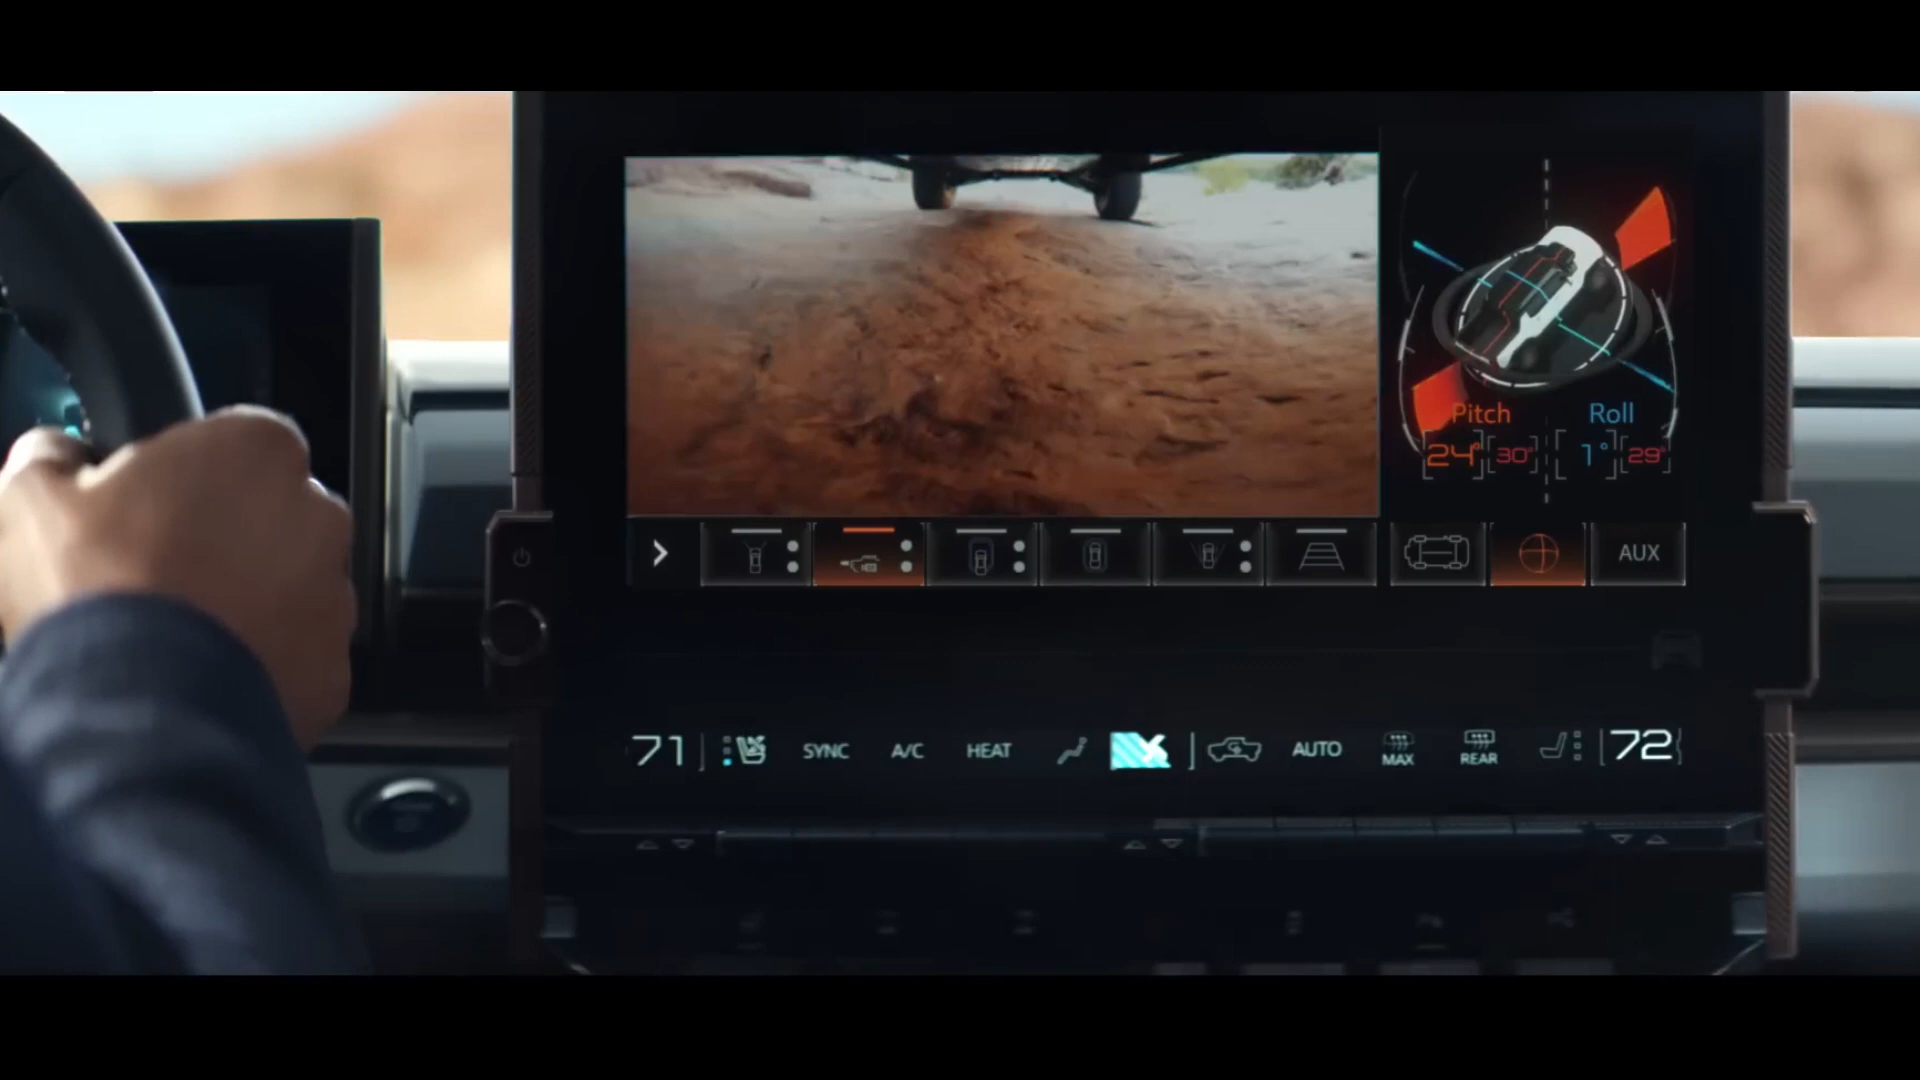 Pitch Roll
24° 30° 1° 29°
AUX
71 SYNC A/C HEAT AUTO MAX REAR 72